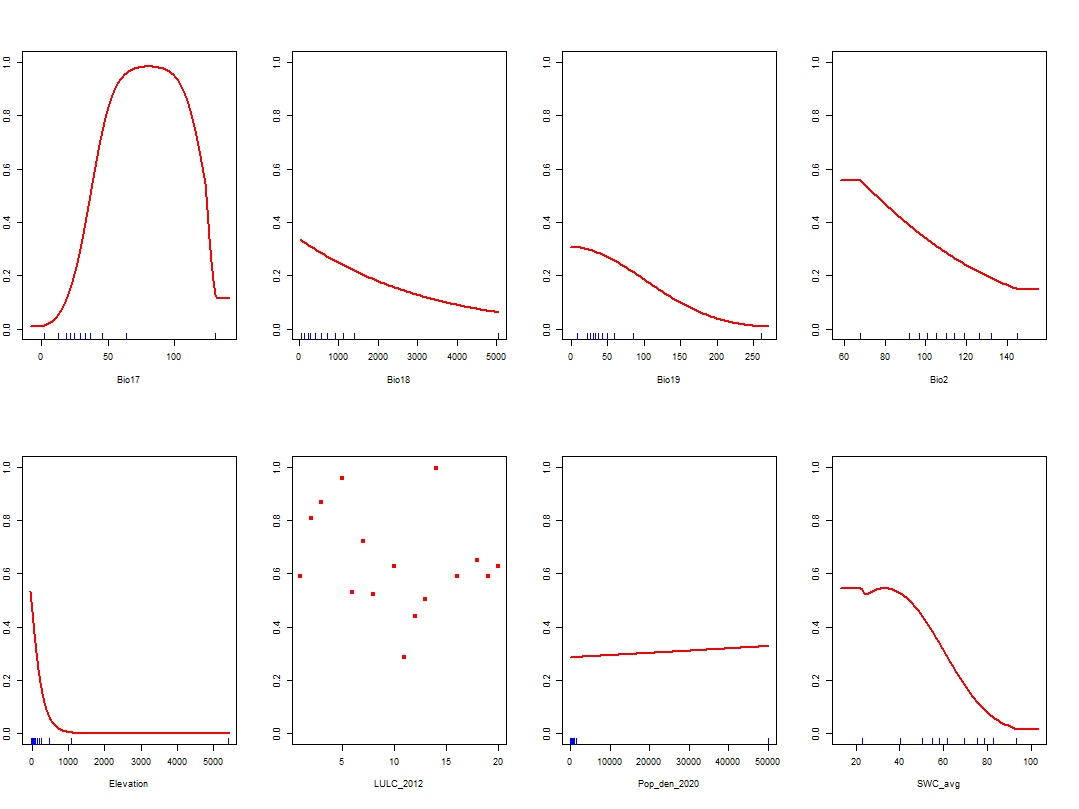 0.0 0.2 0.4 0.6 0.8 1.0
0 50 100
Bio17
0.0 0.2 0.4 0.6 0.8 1.0
0 1000 2000 3000 4000 5000
Bio18
0.0 0.2 0.4 0.6 0.8 1.0
0 50 100 150 200 250
Bio19
0.0 0.2 0.4 0.6 0.8 1.0
60 80 100 120 140
Bio2
0.0 0.2 0.4 0.6 0.8 1.0
0 1000 2000 3000 4000 5000
Elevation
0.0 0.2 0.4 0.6 0.8 1.0
5 10 15 20
LULC_2012
0.0 0.2 0.4 0.6 0.8 1.0
0 10000 20000 30000 40000 50000
Pop_den_2020
0.0 0.2 0.4 0.6 0.8 1.0
20 40 60 80 100
SWC_avg